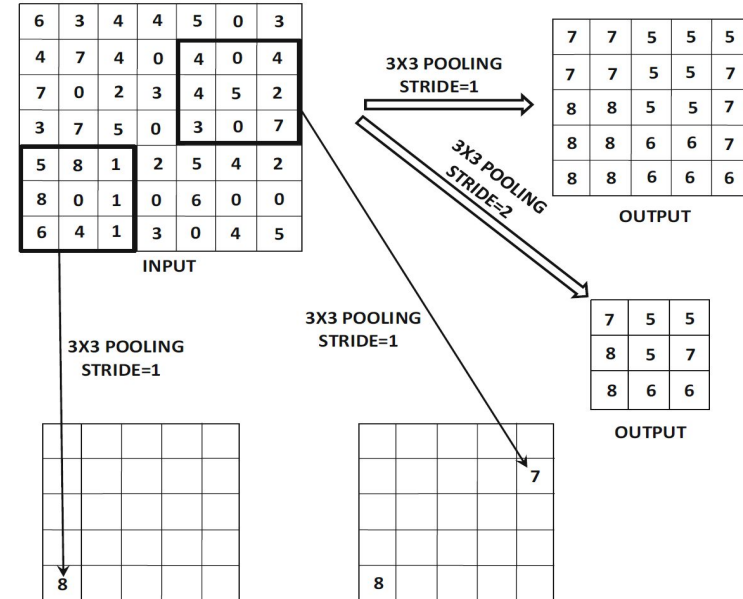 6 3 4 4 5 0 3
4 7 4 0 4 0 4
7 0 2 3 4 5 2
3 7 5 0 3 0 7
5 8 1 2 5 4 2
8 0 1 0 6 0 0
6 4 1 3 0 4 5
INPUT
3X3 POOLING
STRIDE=1
7 7 5 5 5
7 7 5 5 7
8 8 5 5 7
8 8 6 6 7
8 8 6 6 6
OUTPUT
3X3 POOLING
STRIDE=2
7 5 5
8 5 7
8 6 6
OUTPUT
3X3 POOLING
STRIDE=1
3X3 POOLING
STRIDE=1
8
7
8